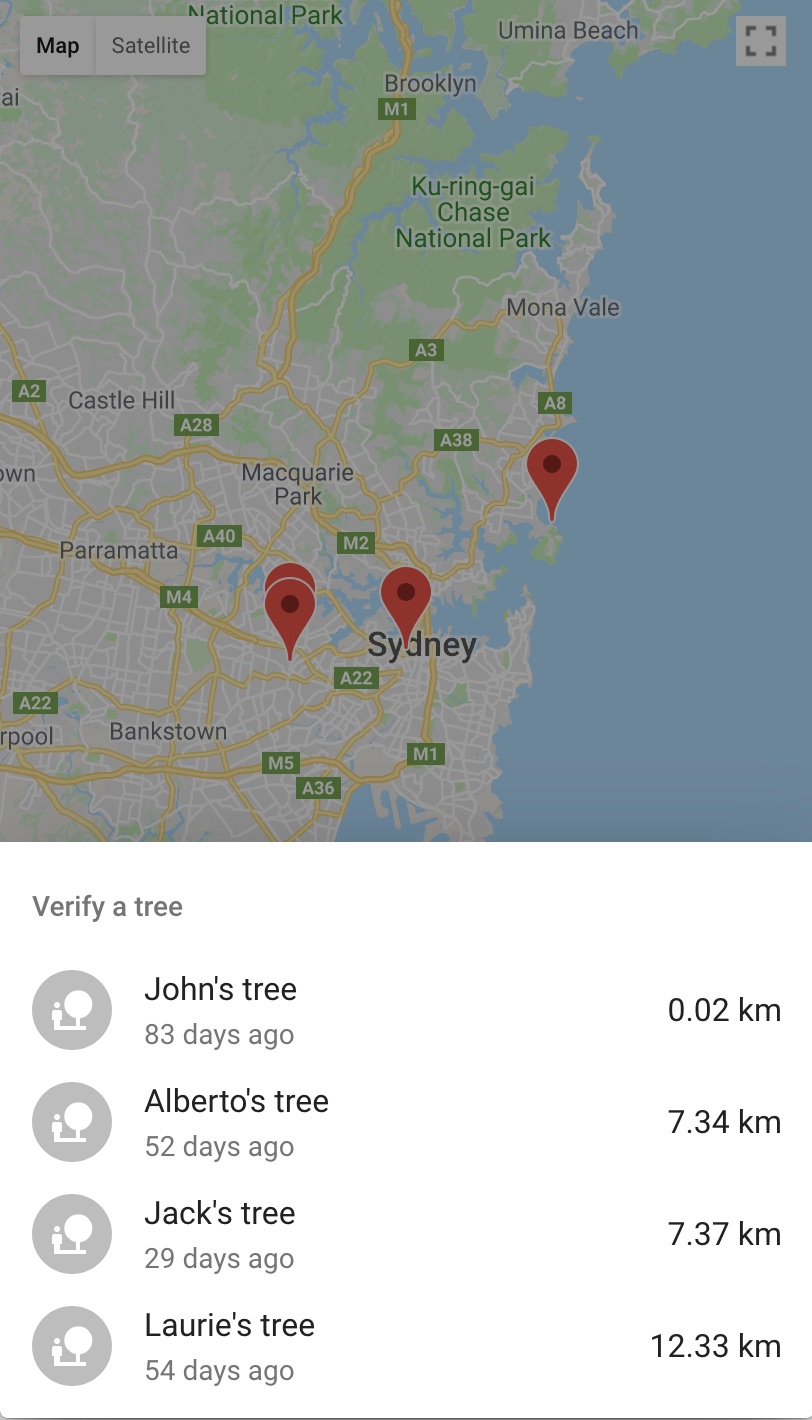 National Park
Umina Beach
Map
Satellite
ai
Brooklyn
M1
Ku-ring-gai
Chase
National Park
Mona Vale
A3
A2
Castle Hill
A8
A28
A38
own
Macquarie
Park
A40
M2
Parramatta
M4
Sydney
A22
A22
rpool
Bankstown
M1
M5
A36
Verify a tree
John's tree
83 days ago
0.02 km
Alberto's tree
52 days ago
7.34 km
Jack's tree
29 days ago
7.37 km
Laurie's tree
54 days ago
12.33 km